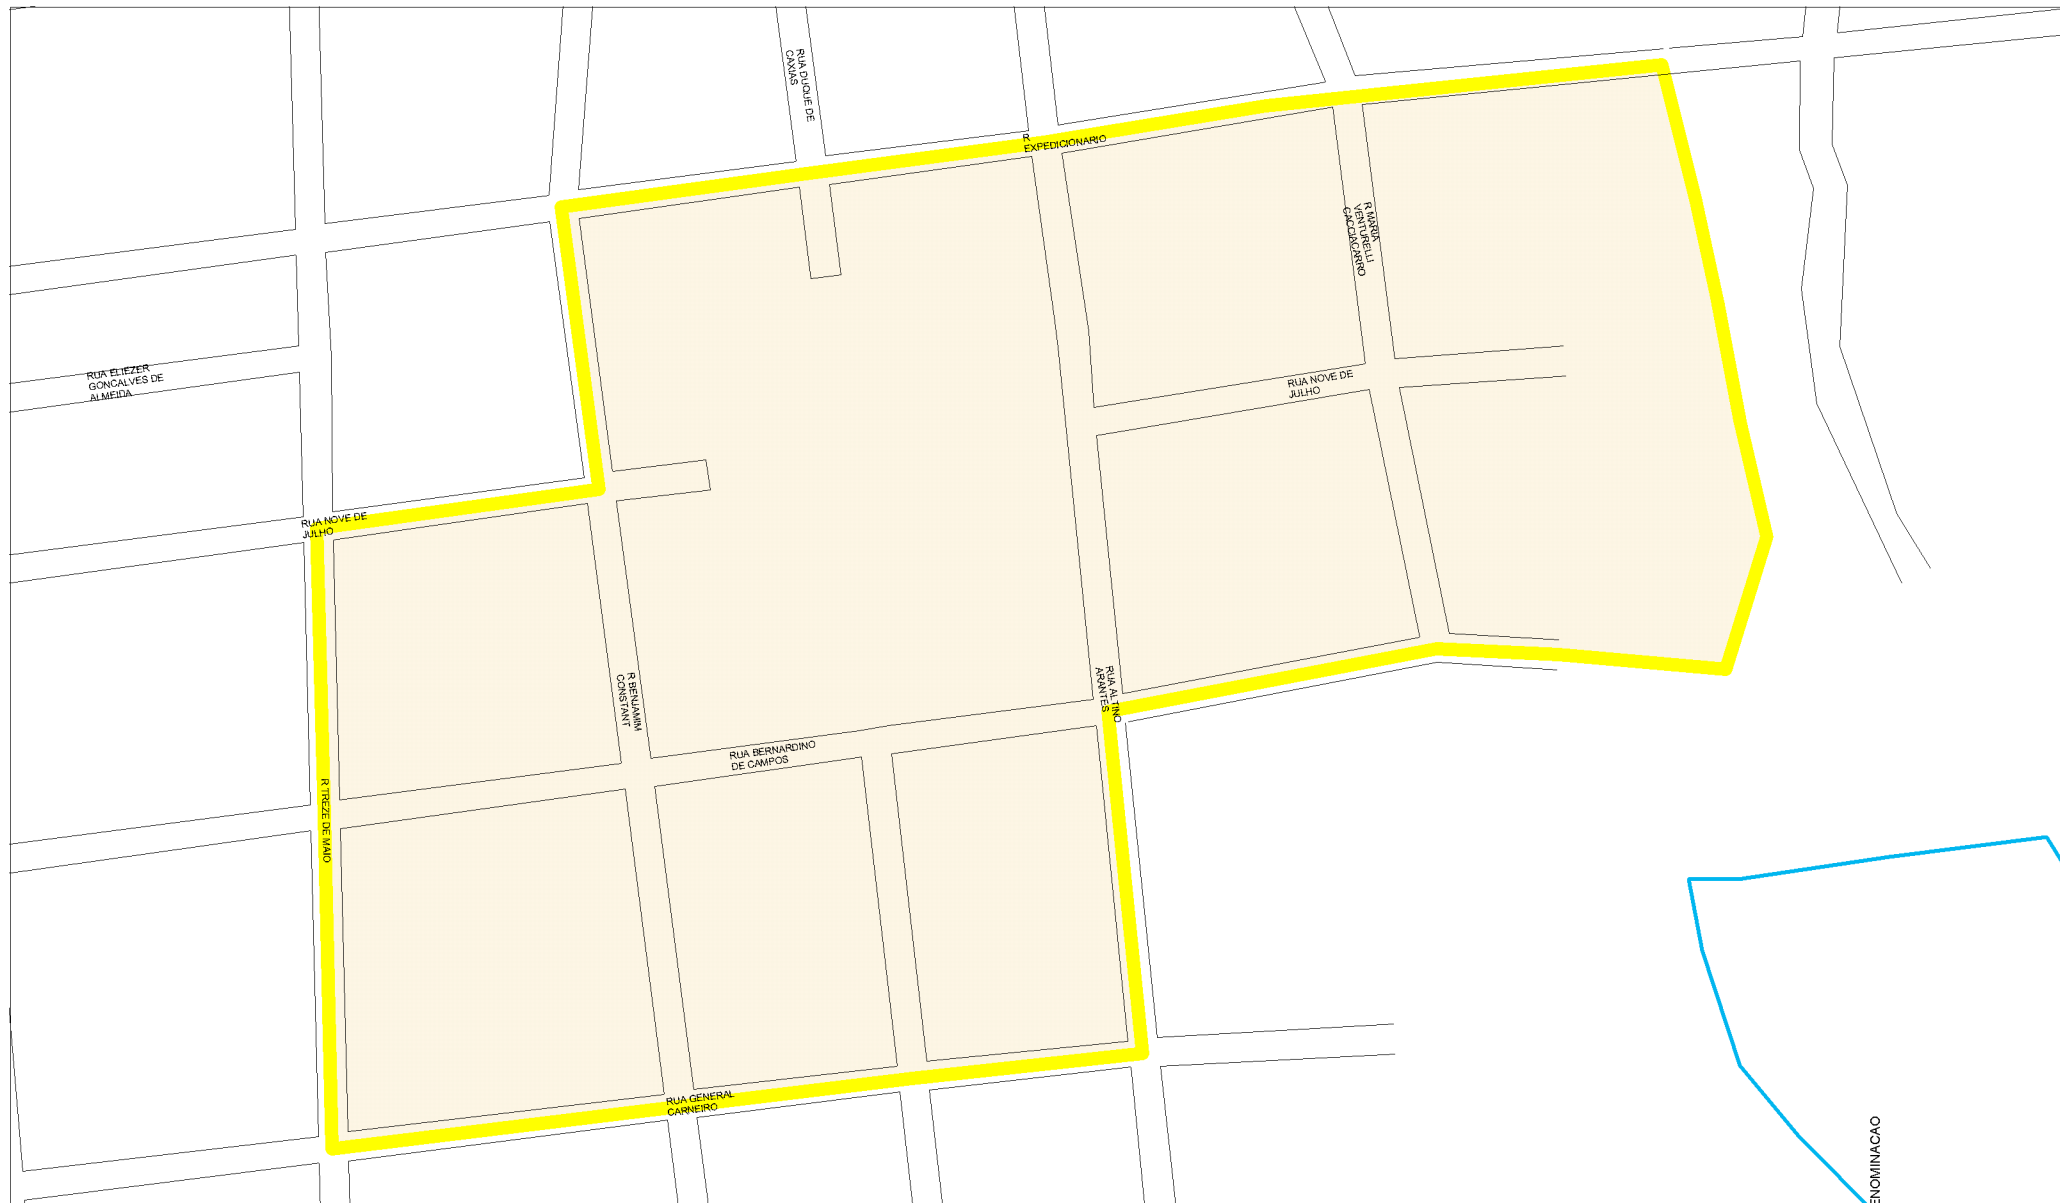 RUA DUQUE DE
CAXIAS
R
EXPEDICIONARIO
R MARIA
VENTURELLI
CACCIACARRO
RUA ELIEZER
GONCALVES DE
ALMEIDA
RUA NOVE DE
JULHO
RUA NOVE DE
JULHO
R BENJAMIM
CONSTANT
RUA ALTINO
ARANTES
RUA BERNARDINO
DE CAMPOS
R TREZE DE MAIO
RUA GENERAL
CARNEIRO
ENOMINACAO